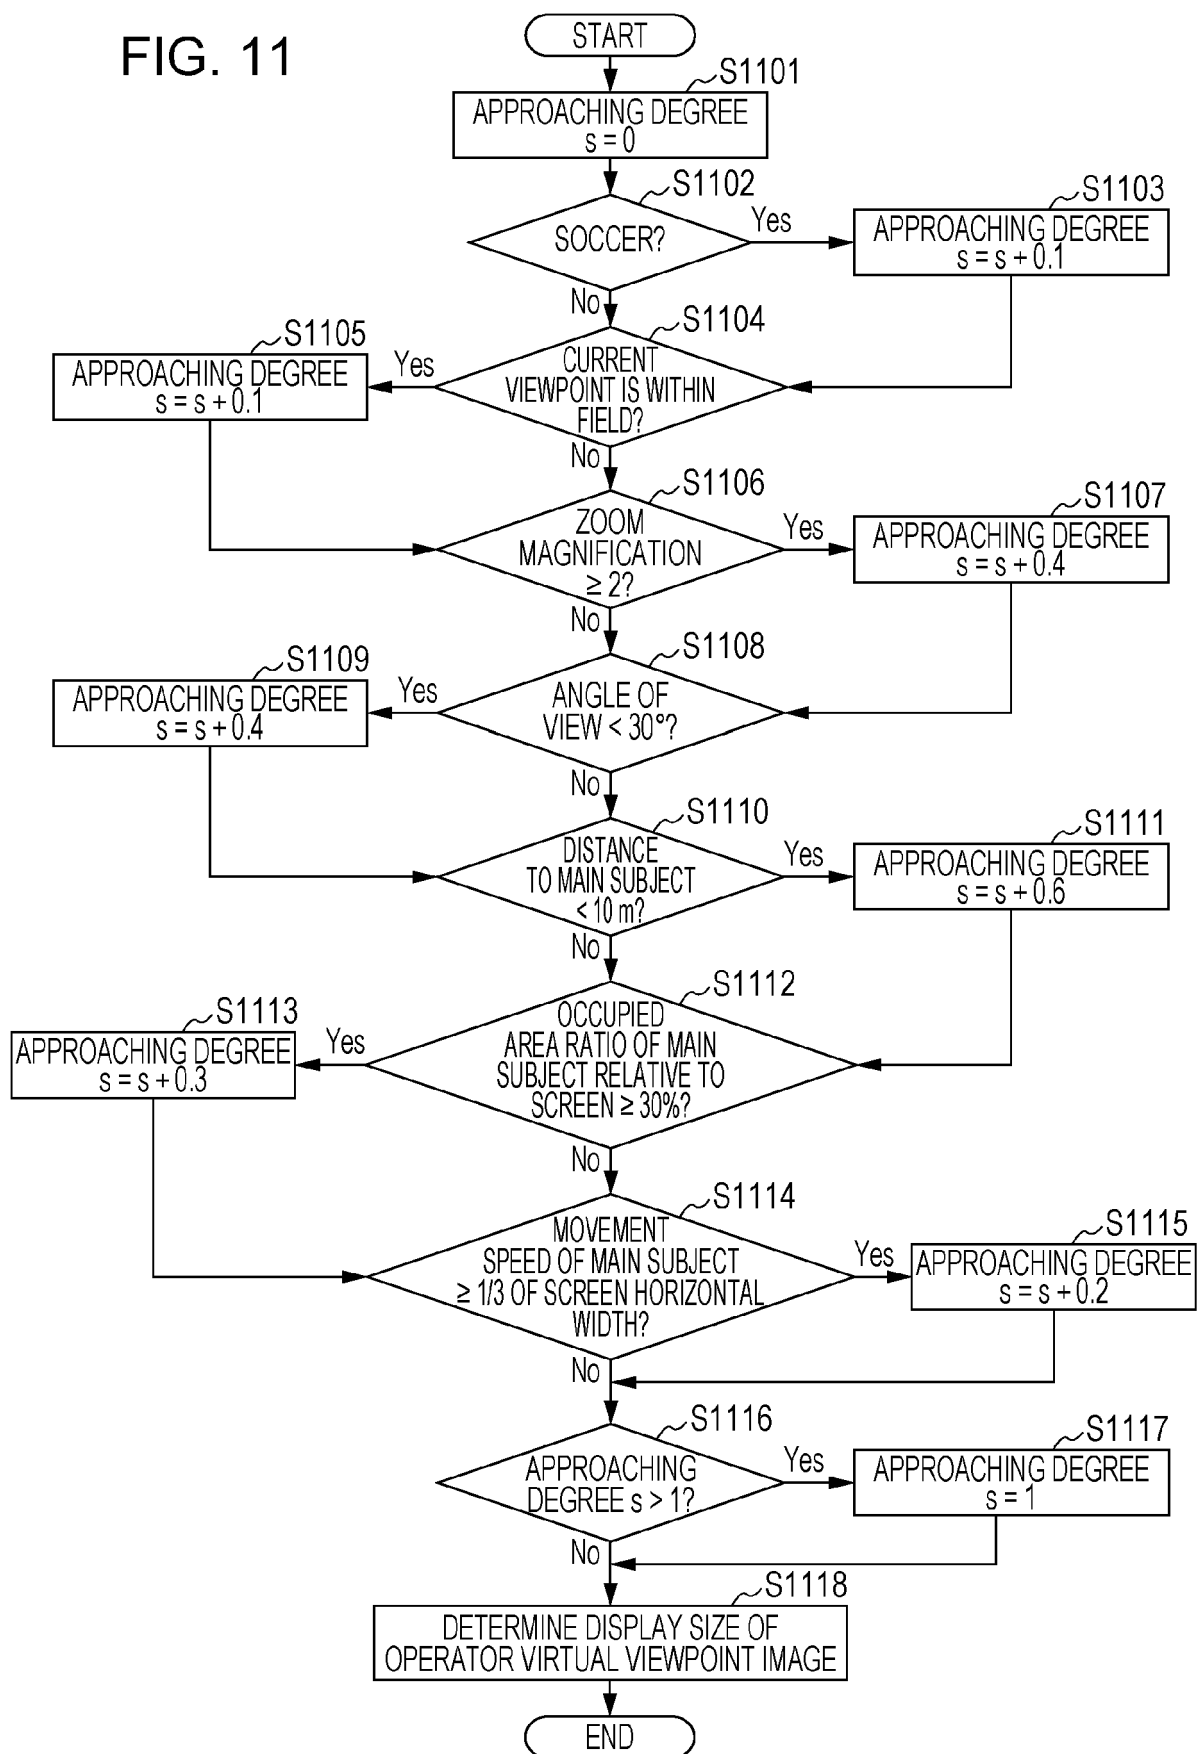 FIG. 11
START
S1101
APPROACHING DEGREE
s = 0
S1102
SOCCER?
Yes
No
S1103
APPROACHING DEGREE
s = s + 0.1
S1104
CURRENT
VIEWPOINT IS WITHIN
FIELD?
Yes
No
S1105
APPROACHING DEGREE
s = s + 0.1
S1106
ZOOM
MAGNIFICATION
≥ 2?
Yes
No
S1107
APPROACHING DEGREE
s = s + 0.4
S1108
ANGLE OF
VIEW < 30°?
Yes
No
S1109
APPROACHING DEGREE
s = s + 0.4
S1110
DISTANCE
TO MAIN SUBJECT
< 10 m?
Yes
No
S1111
APPROACHING DEGREE
s = s + 0.6
S1112
OCCUPIED
AREA RATIO OF MAIN
SUBJECT RELATIVE TO
SCREEN ≥ 30%?
Yes
No
S1113
APPROACHING DEGREE
s = s + 0.3
S1114
MOVEMENT
SPEED OF MAIN SUBJECT
≥ 1/3 OF SCREEN HORIZONTAL
WIDTH?
Yes
No
S1115
APPROACHING DEGREE
s = s + 0.2
S1116
APPROACHING
DEGREE s > 1?
Yes
No
S1117
APPROACHING DEGREE
s = 1
S1118
DETERMINE DISPLAY SIZE OF
OPERATOR VIRTUAL VIEWPOINT IMAGE
END